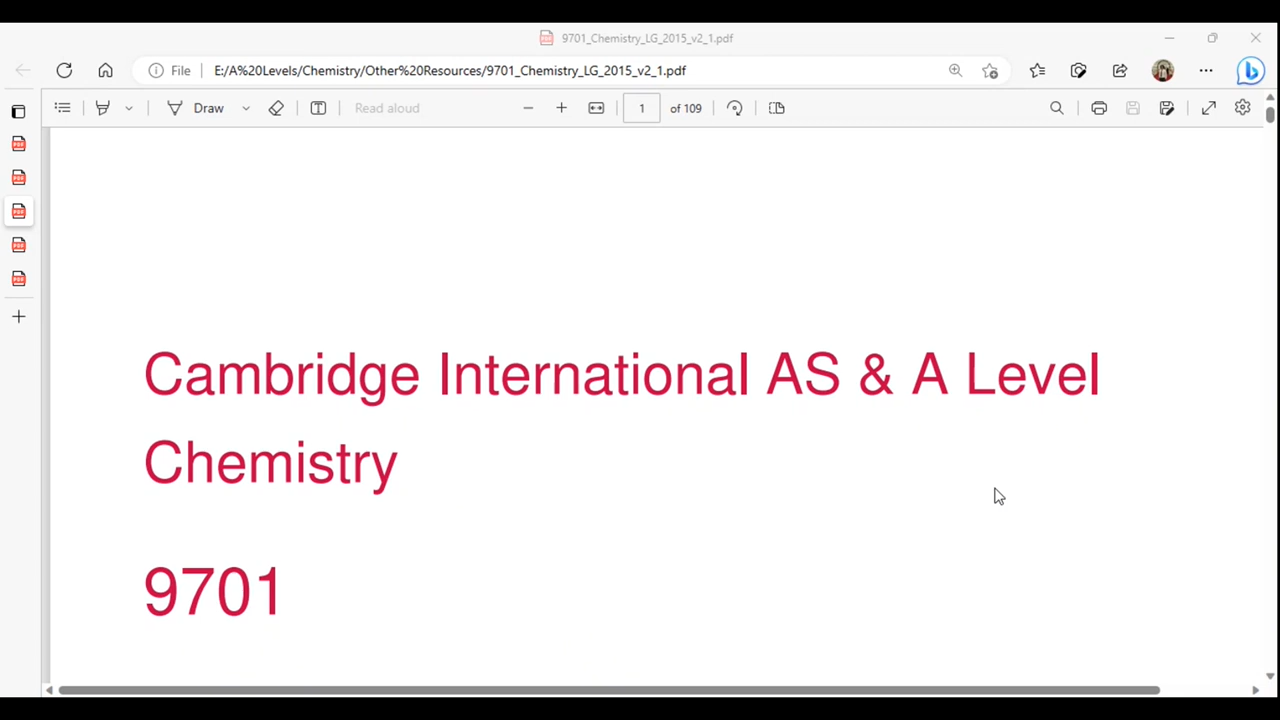 9701_Chemistry_LG_2015_v2_1.pdf
File E:/A%20Levels/Chemistry/Other%20Resources/9701_Chemistry_LG_2015_v2_1.pdf
Draw Read aloud 1 of 109
Cambridge International AS & A Level
Chemistry
9701